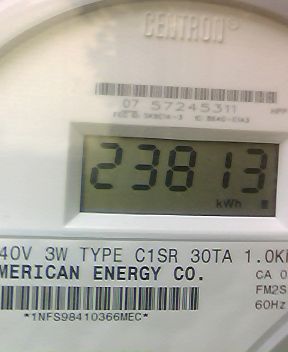 CENTRON®
07 57245311
23813
kWh
40V 3W TYPE C1SR 30TA 1.0K
MERICAN ENERGY CO.
CA 0
FM2S
60Hz
*1NFS98410366MEC*